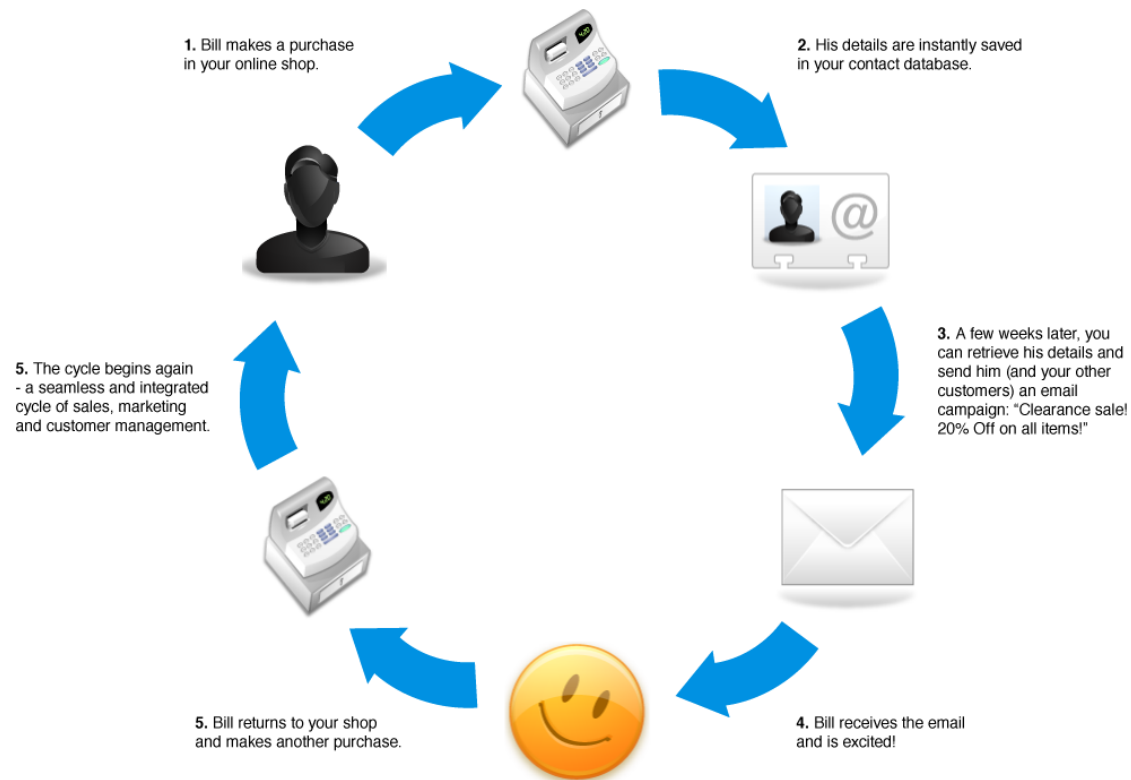 1. Bill makes a purchase
in your online shop.
2. His details are instantly saved
in your contact database.
@
3. A few weeks later, you
can retrieve his details and
send him (and your other
customers) an email
campaign: “Clearance sale!
20% Off on all items!”
4. Bill receives the email
and is excited!
5. Bill returns to your shop
and makes another purchase.
5. The cycle begins again
- a seamless and integrated
cycle of sales, marketing
and customer management.